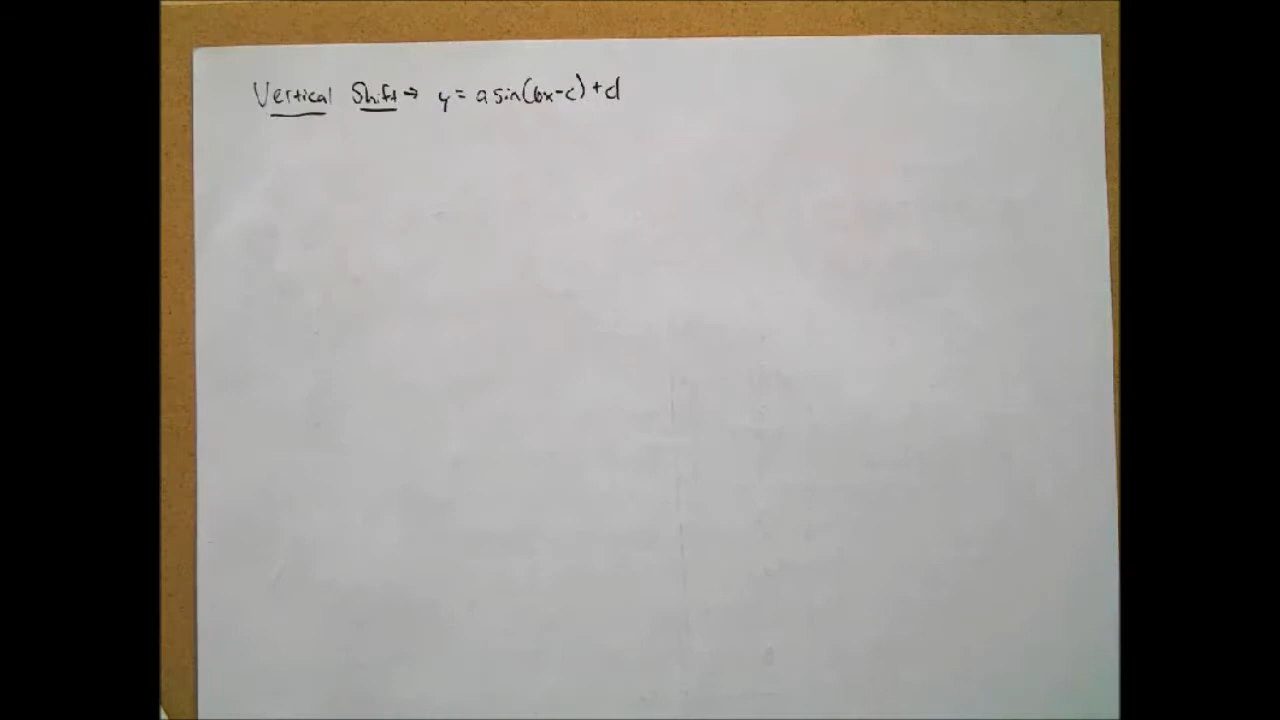 Vertical Shift → y = a sin(bx-c)+d